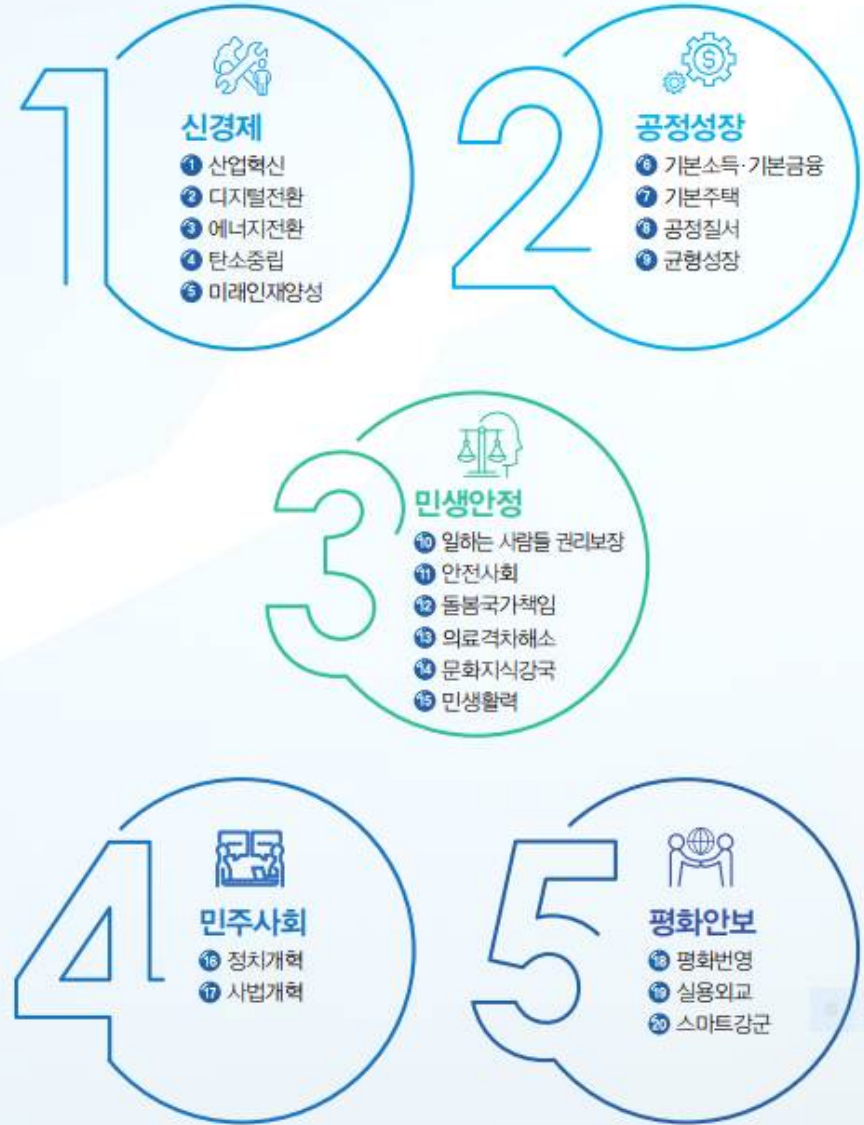 1
신경제
1 산업혁신
2 디지털전환
3 에너지전환
4 탄소중립
5 미래인재양성
2
공정성장
6 기본소득·기본금융
7 기본주택
8 공정질서
9 균형성장
3
민생안정
10 일하는 사람들 권리보장
11 안전사회
12 돌봄국가책임
13 의료격차해소
14 문화지식강국
15 민생활력
4
민주사회
16 정치개혁
17 사법개혁
5
평화안보
18 평화번영
19 실용외교
20 스마트강군